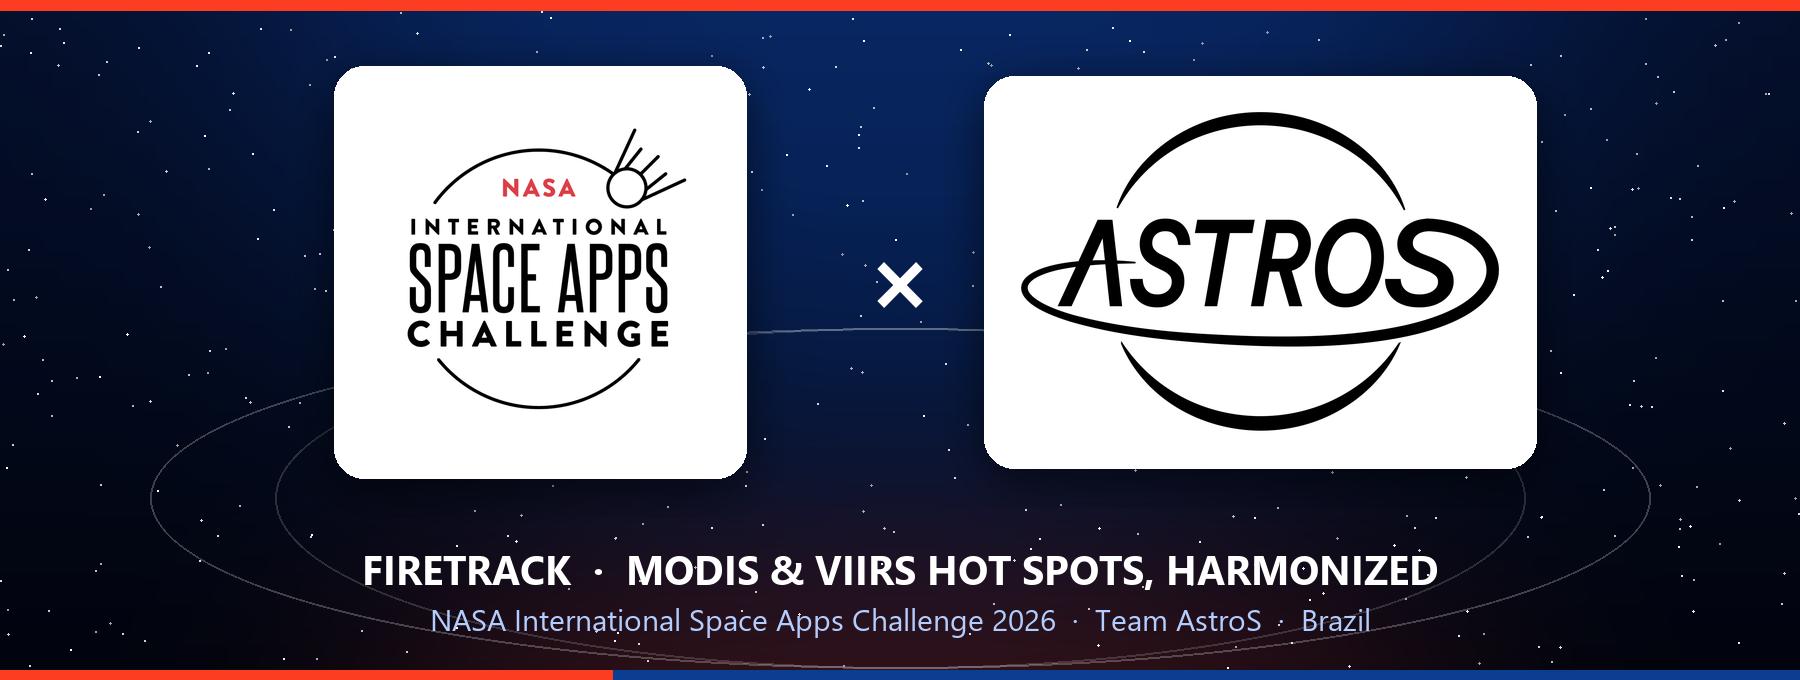 NASA
INTERNATIONAL
SPACE APPS
CHALLENGE
×
ASTROS
FIRETRACK · MODIS & VIIRS HOT SPOTS, HARMONIZED
NASA International Space Apps Challenge 2026 · Team AstroS · Brazil